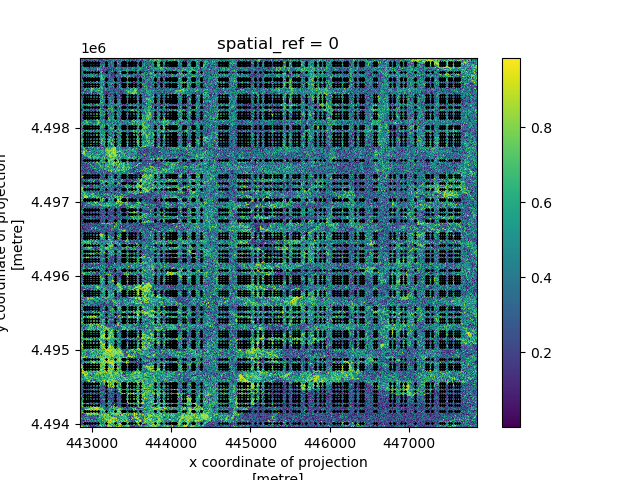 spatial_ref = 0
1e6
4.498
4.497
4.496
4.495
4.494
443000 444000 445000 446000 447000
x coordinate of projection
[metre]
y coordinate of projection
[metre]
0.8
0.6
0.4
0.2